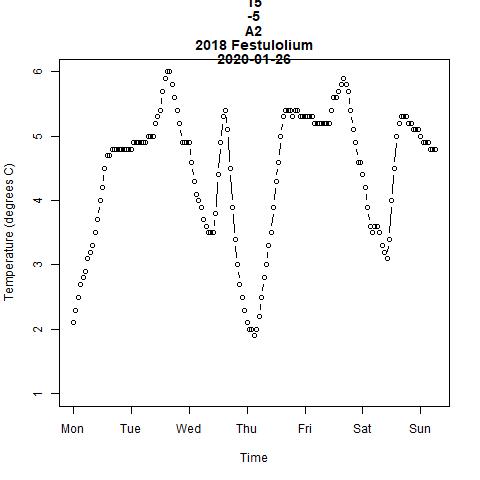 15
-5
A2
2018 Festulolium
2020-01-26
Temperature (degrees C)
6
5
4
3
2
1
Mon Tue Wed Thu Fri Sat Sun
Time